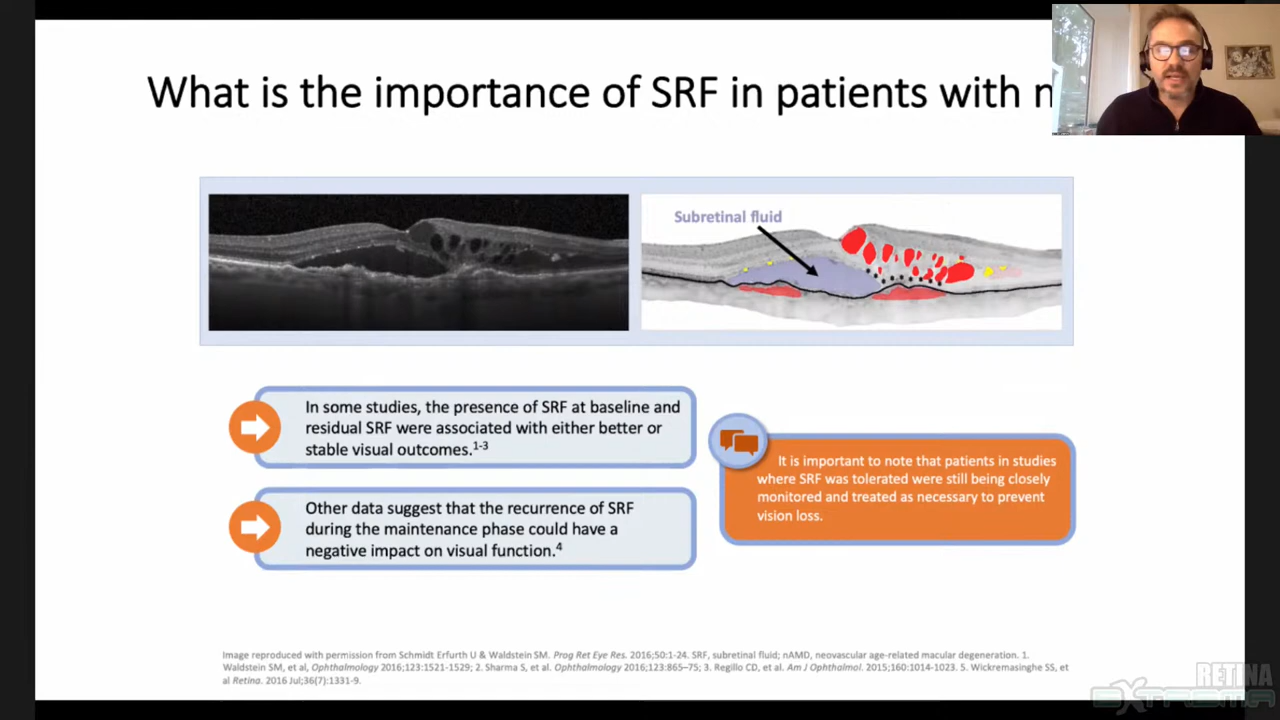 What is the importance of SRF in patients with n
Subretinal fluid
In some studies, the presence of SRF at baseline and
residual SRF were associated with either better or
stable visual outcomes.1-3
Other data suggest that the recurrence of SRF
during the maintenance phase could have a
negative impact on visual function.4
It is important to note that patients in studies
where SRF was tolerated were still being closely
monitored and treated as necessary to prevent
vision loss.
Image reproduced with permission from Schmidt Erfurth U & Waldstein SM. Prog Ret Eye Res. 2016;50:1-24. SRF, subretinal fluid; nAMD, neovascular age-related macular degeneration. 1.
Waldstein SM, et al, Ophthalmology 2016;123:1521-1529; 2. Sharma S, et al. Ophthalmology 2016;123:865–75; 3. Regillo CD, et al. Am J Ophthalmol. 2015;160:1014-1023. 5. Wickremasinghe SS, et
al Retina. 2016 Jul;36(7):1331-9.
RETINA
EXTREMA